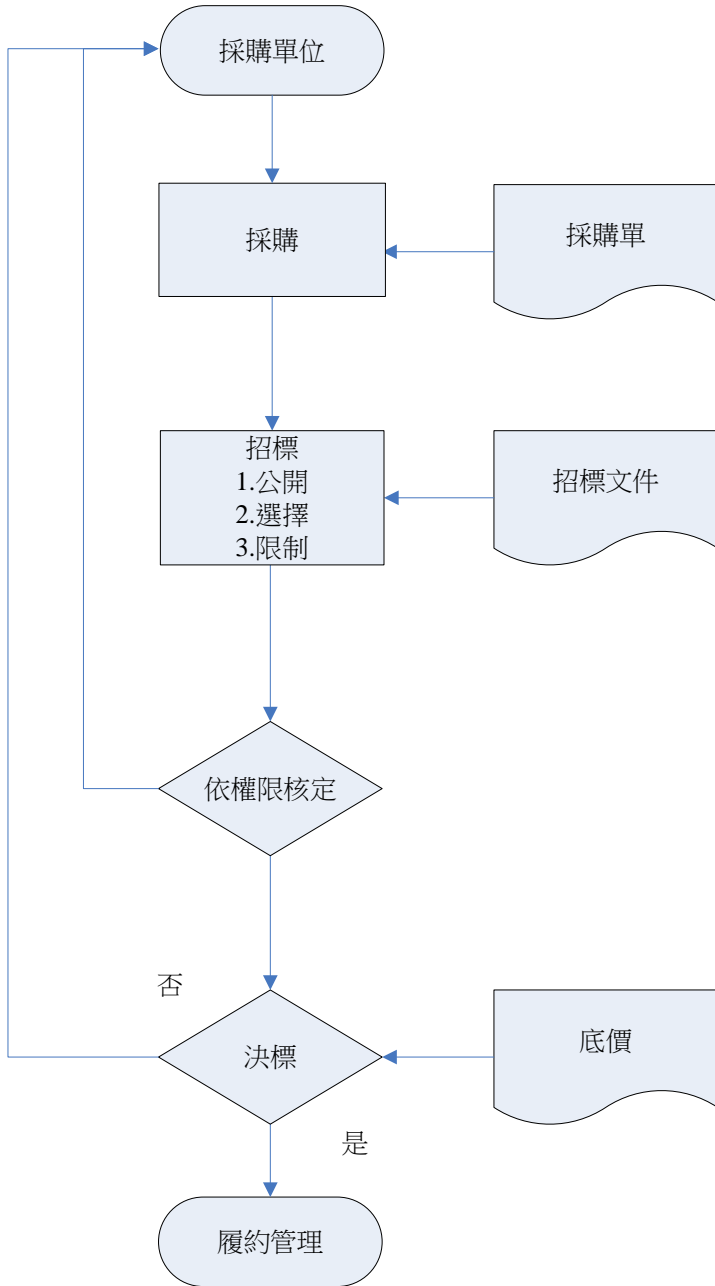 採購單位
採購
採購單
招標
1.公開
2.選擇
3.限制
招標文件
依權限核定
否
決標
底價
是
履約管理